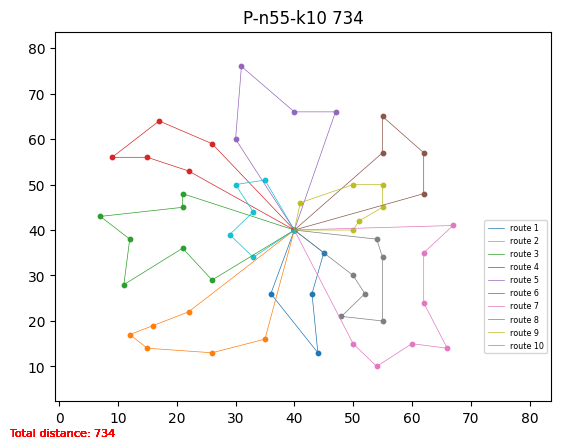 P-n55-k10 734
80
70
60
50
40
30
20
10
0 10 20 30 40 50 60 70 80
route 1
route 2
route 3
route 4
route 5
route 6
route 7
route 8
route 9
route 10
Total distance: 734